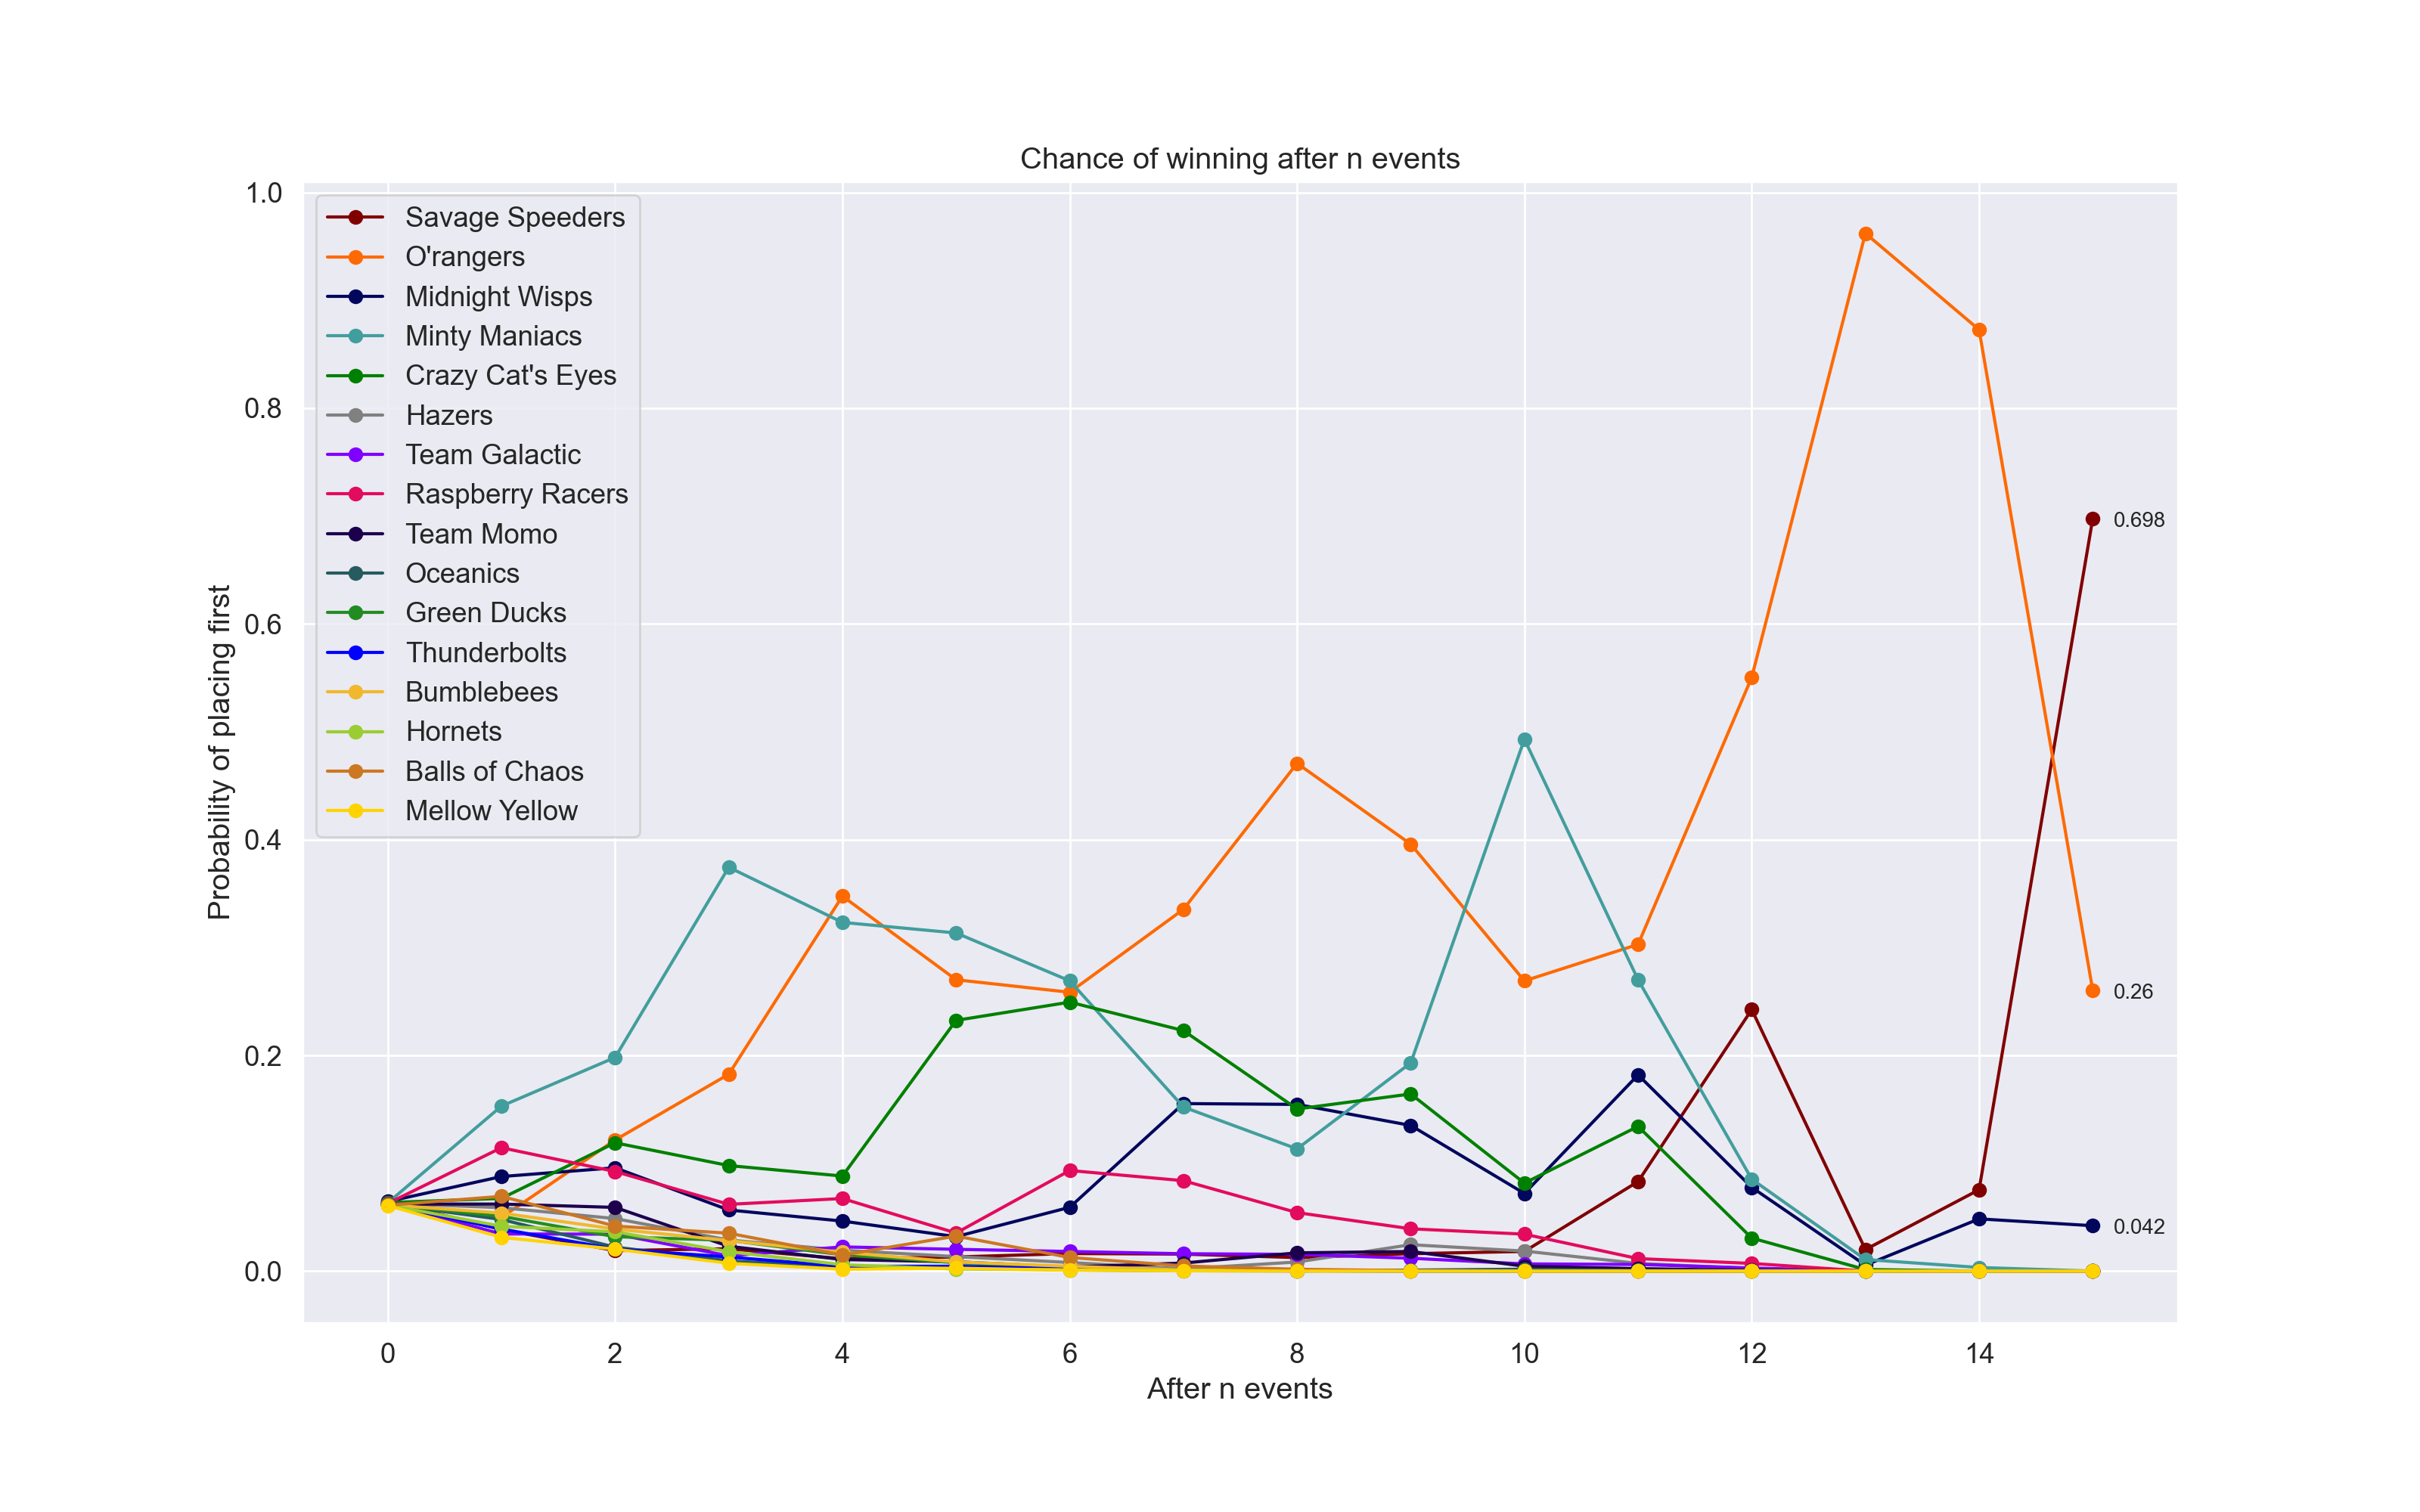 Chance of winning after n events
1.0
0.8
0.6
0.4
0.2
0.0
Probability of placing first
Savage Speeders
O'rangers
Midnight Wisps
Minty Maniacs
Crazy Cat's Eyes
Hazers
Team Galactic
Raspberry Racers
Team Momo
Oceanics
Green Ducks
Thunderbolts
Bumblebees
Hornets
Balls of Chaos
Mellow Yellow
0.698
0.26
0.042
0 2 4 6 8 10 12 14
After n events